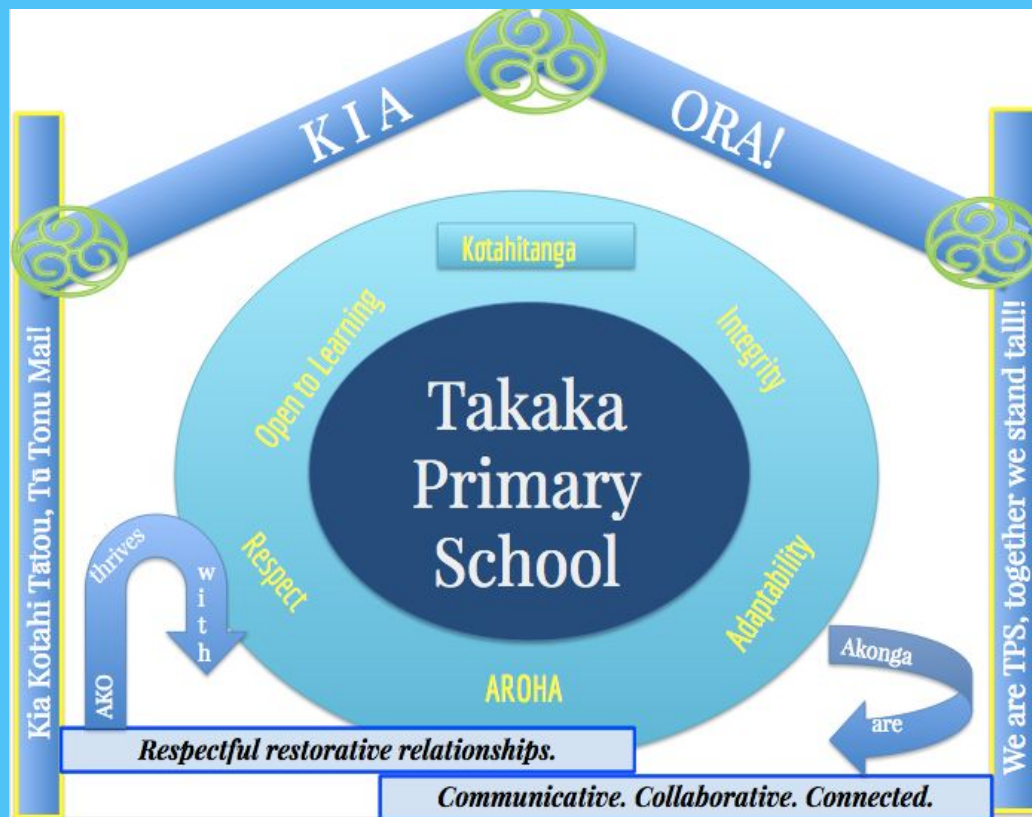 KIA ORA!
Kia Kotahi Tatou, Tū Tonu Mai!
Kotahitanga
Open to Learning
Integrity
Takaka
Primary
School
Respect
Adaptability
AROHA
AKO thrives with
Respectful restorative relationships.
Akonga are
Communicative. Collaborative. Connected.
We are TPS, together we stand tall!!